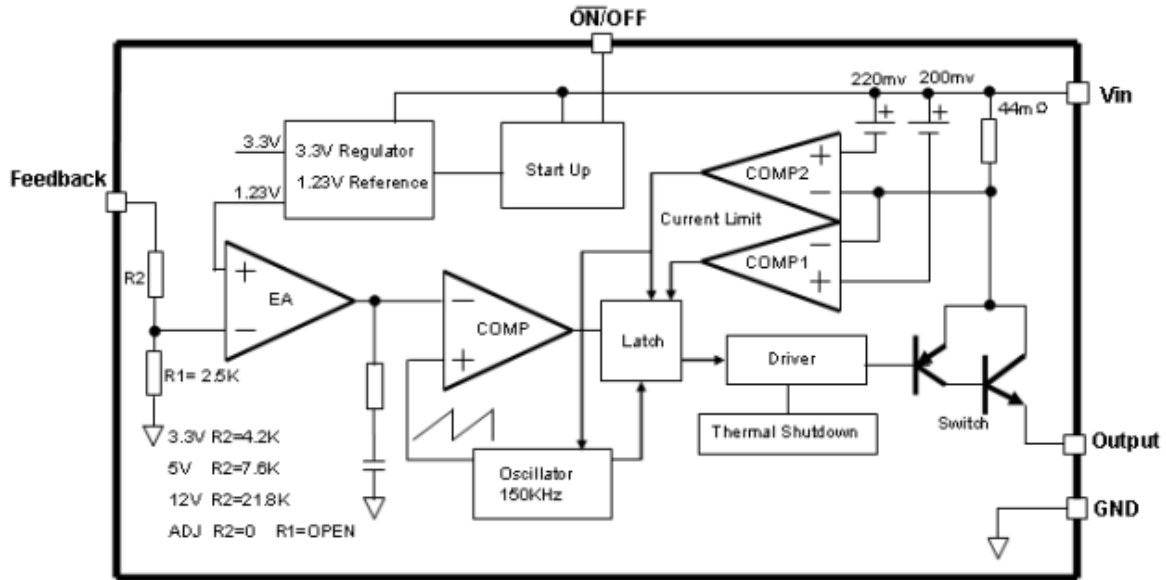 ON/OFF
220mv
200mv
Vin
44mΩ
3.3V
3.3V Regulator
1.23V Reference
Start Up
+
+
+
COMP2
−
Feedback
1.23V
Current Limit
−
COMP1
+
R2
+
EA
−
−
COMP
+
Latch
Driver
R1= 2.5K
Switch
Thermal Shutdown
3.3V R2=4.2K
5V R2=7.6K
12V R2=21.8K
ADJ R2=0 R1=OPEN
Oscillator
150KHz
Output
GND